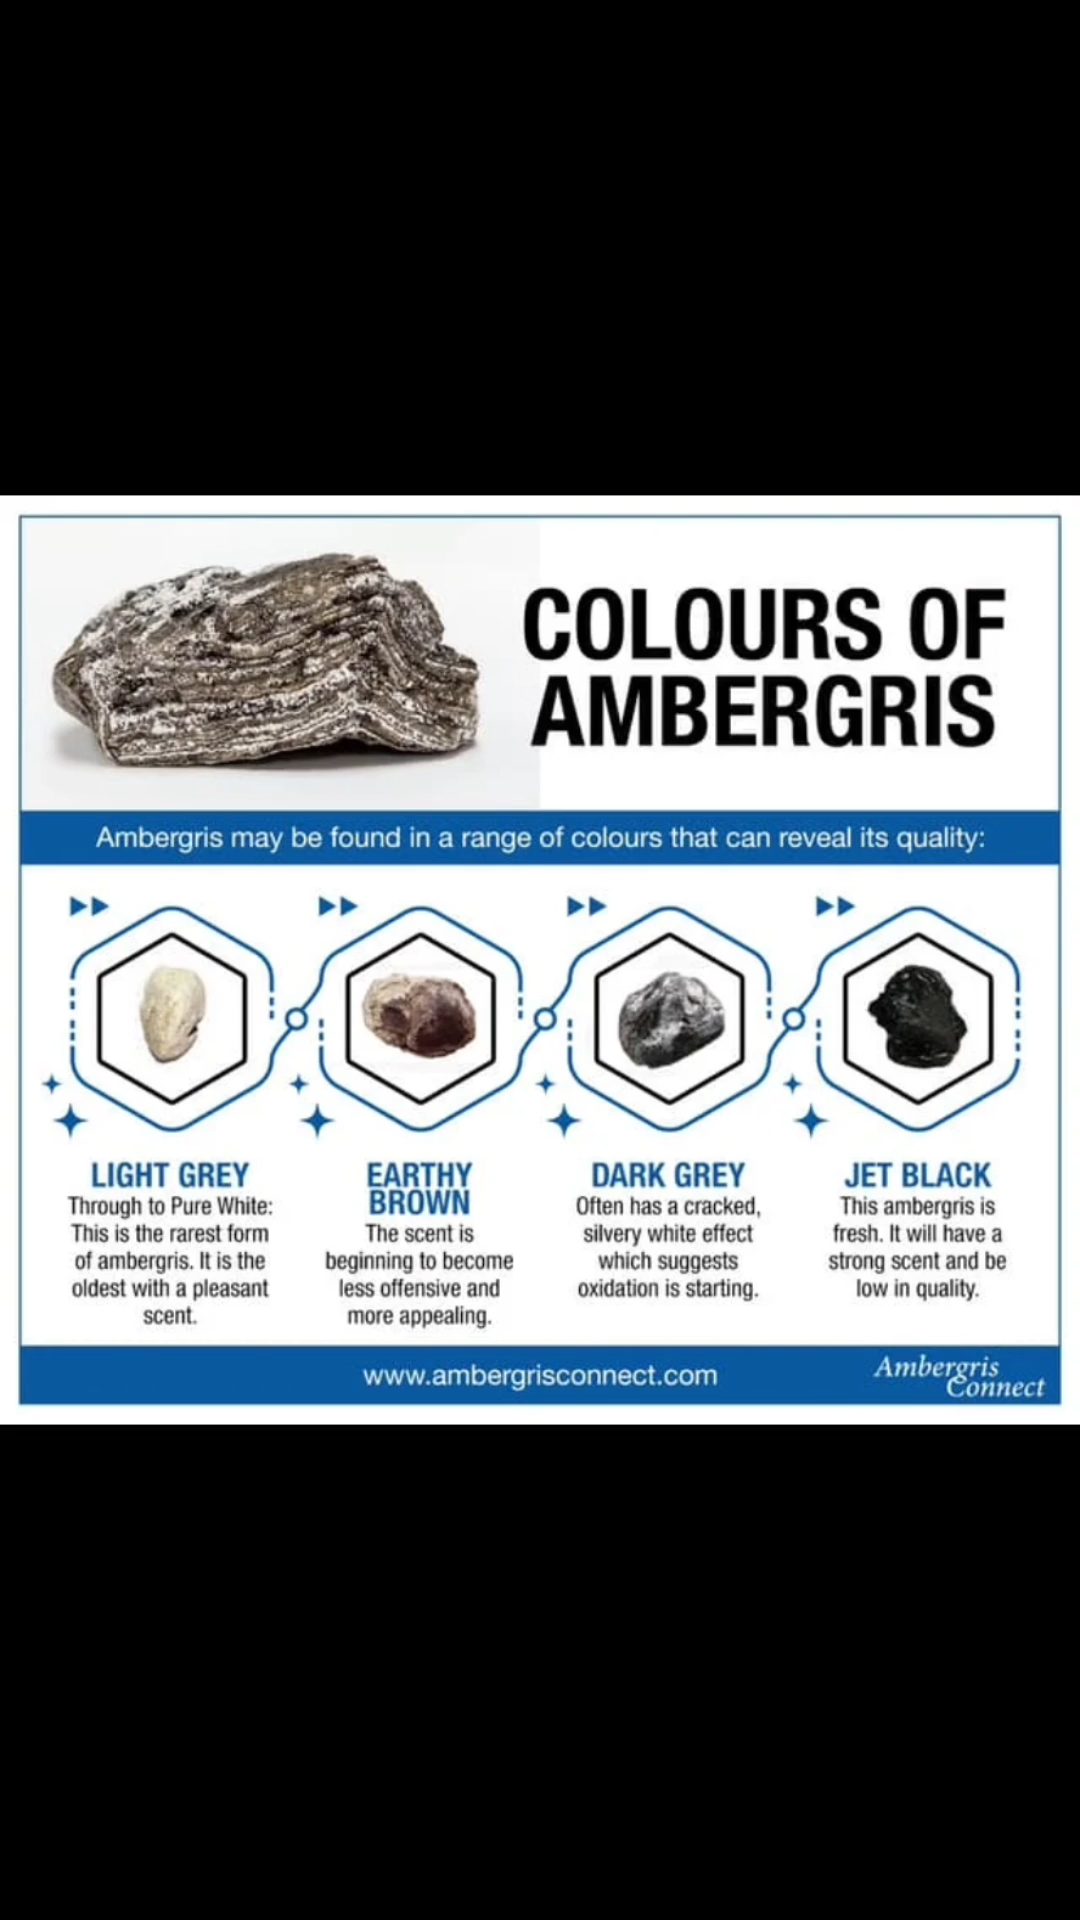 COLOURS OF
AMBERGRIS
Ambergris may be found in a range of colours that can reveal its quality:
LIGHT GREY
Through to Pure White:
This is the rarest form
of ambergris. It is the
oldest with a pleasant
scent.
EARTHY
BROWN
The scent is
beginning to become
less offensive and
more appealing.
DARK GREY
Often has a cracked,
silvery white effect
which suggests
oxidation is starting.
JET BLACK
This ambergris is
fresh. It will have a
strong scent and be
low in quality.
www.ambergrisconnect.com
Ambergris
Connect